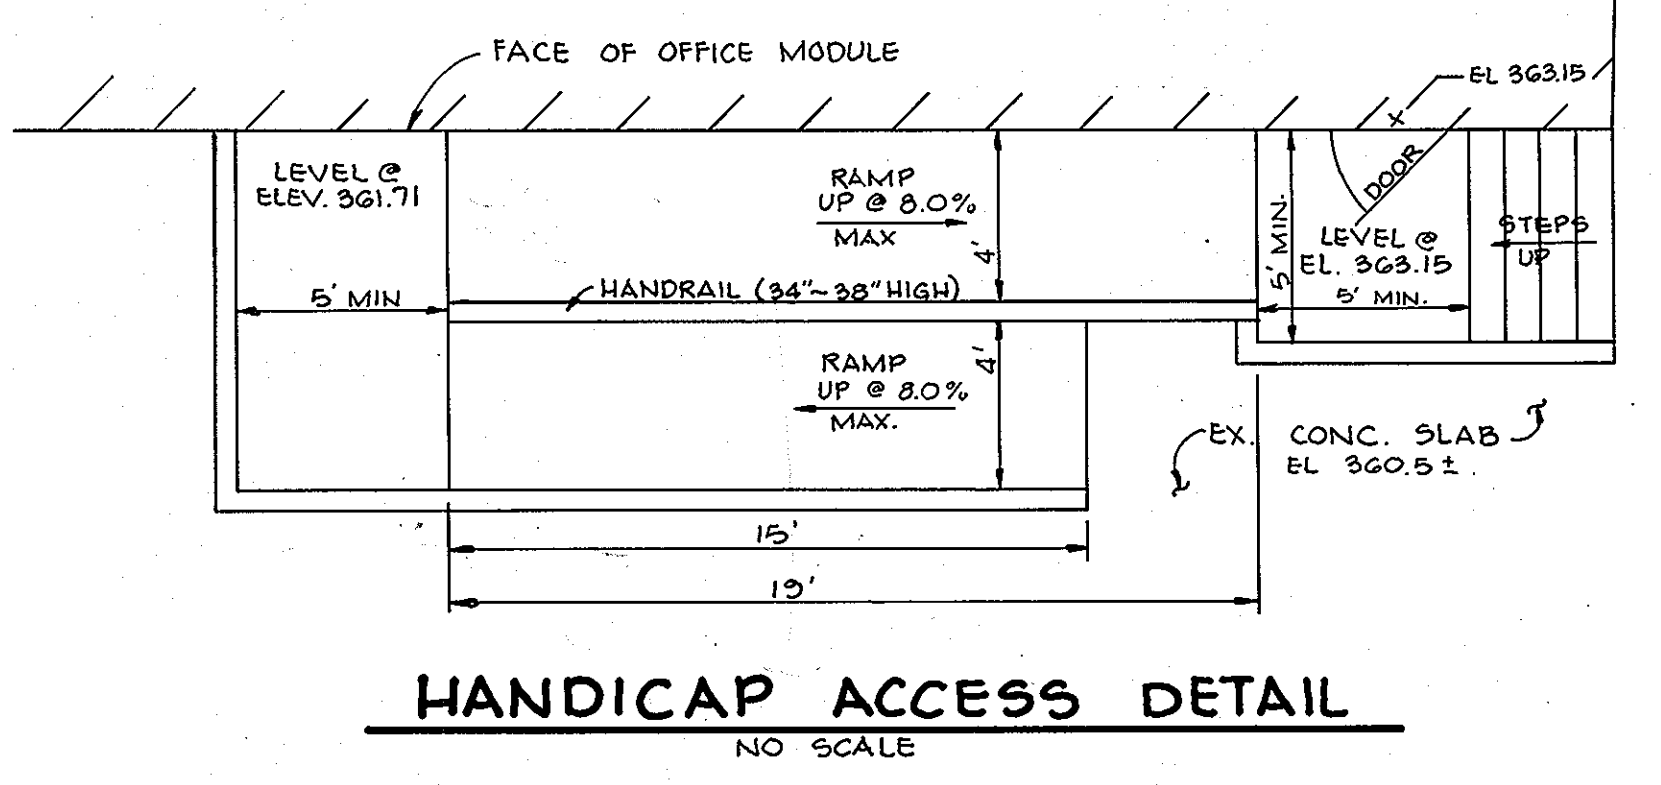 FACE OF OFFICE MODULE
EL 363.15
LEVEL @
ELEV. 361.71
RAMP
UP @ 8.0%
MAX
4'
5' MIN.
DOOR
LEVEL @
EL. 363.15
5' MIN.
STEPS
UP
5' MIN
HANDRAIL (34"~38" HIGH)
RAMP
UP @ 8.0%
MAX.
4'
EX. CONC. SLAB
EL 360.5 ±
15'
19'
HANDICAP ACCESS DETAIL
NO SCALE